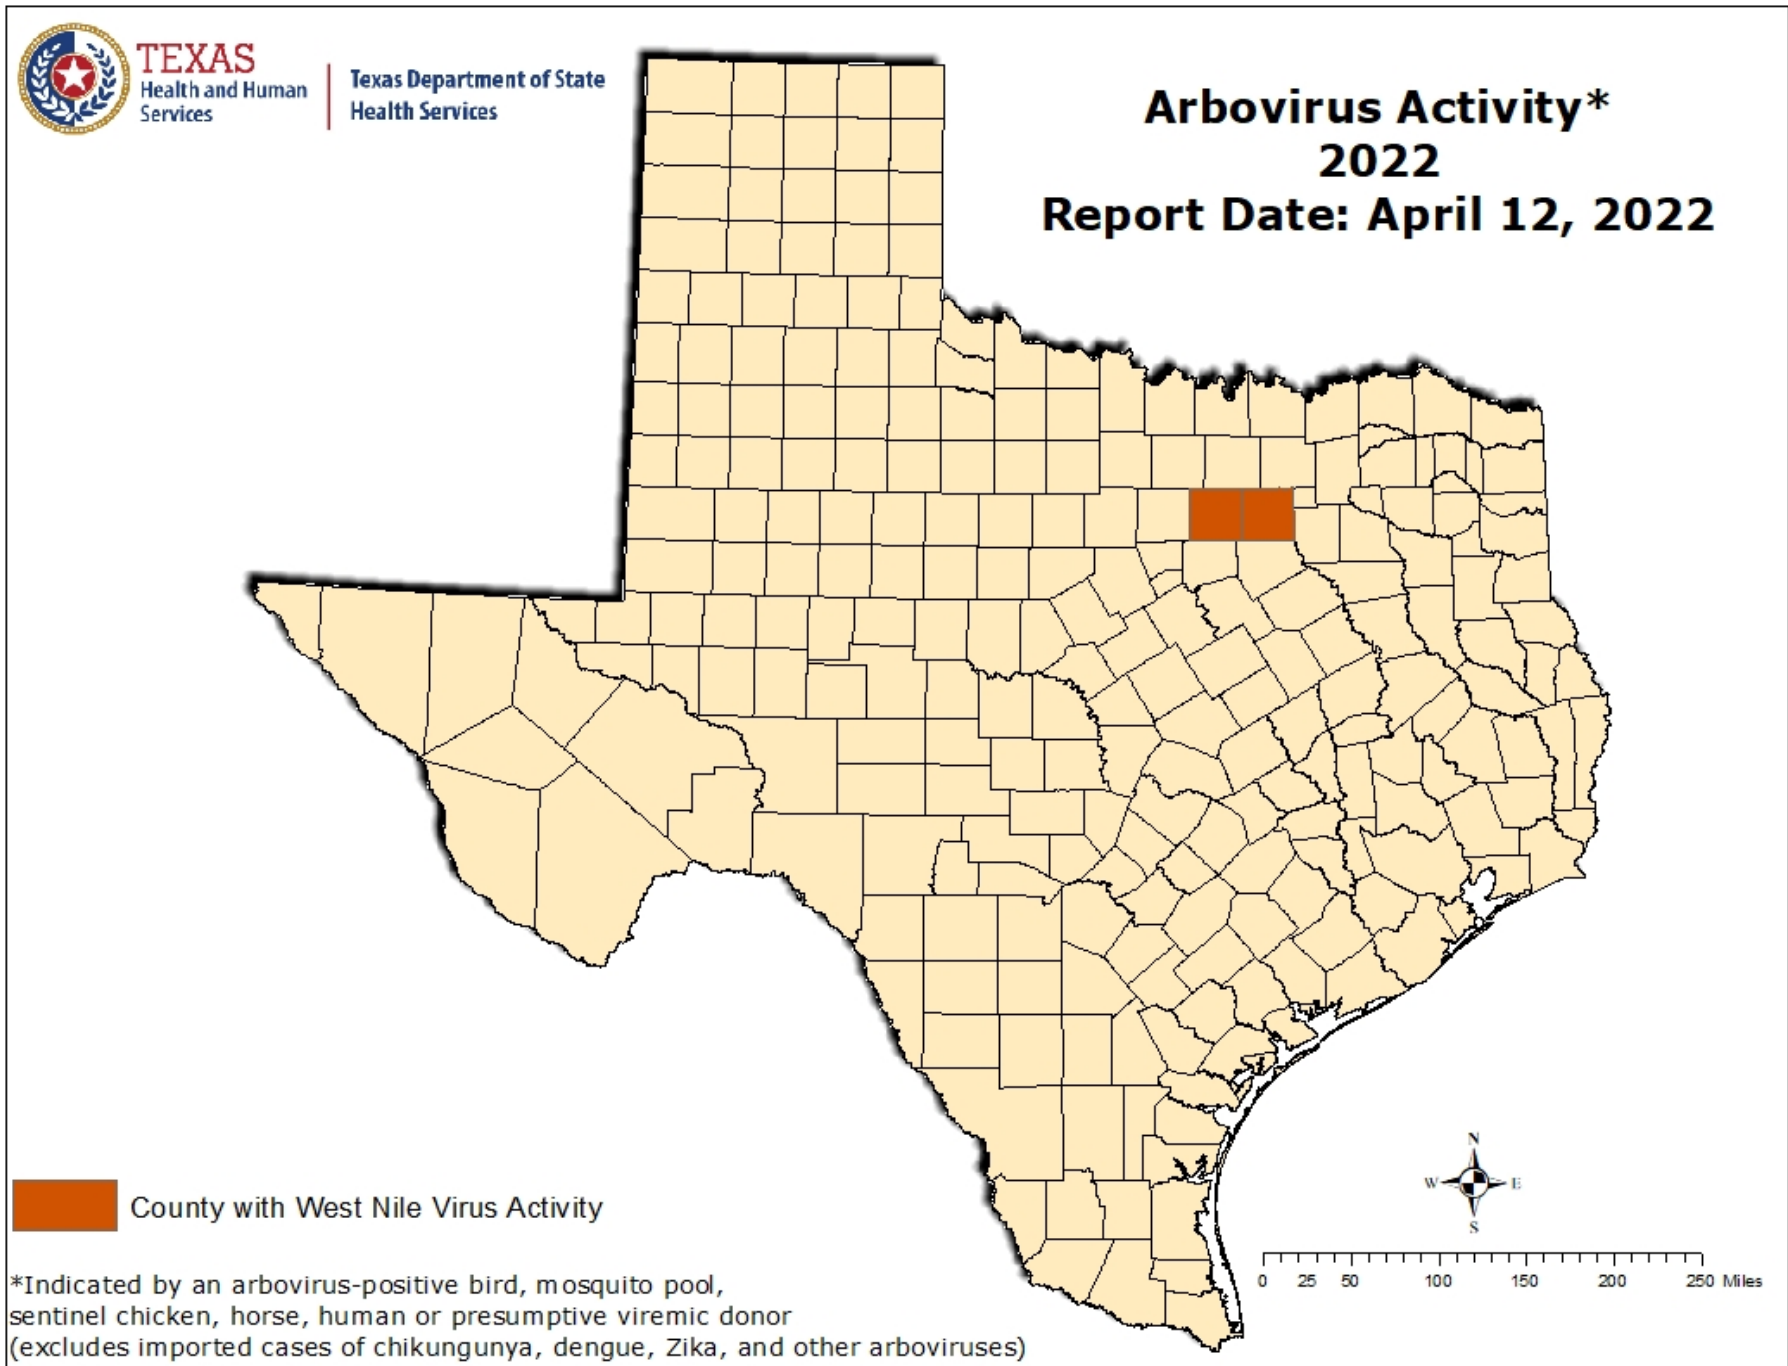 TEXAS
Health and Human
Services
Texas Department of State
Health Services
Arbovirus Activity*
2022
Report Date: April 12, 2022
County with West Nile Virus Activity
*Indicated by an arbovirus-positive bird, mosquito pool,
sentinel chicken, horse, human or presumptive viremic donor
(excludes imported cases of chikungunya, dengue, Zika, and other arboviruses)
N
W E
S
0 25 50 100 150 200 250 Miles